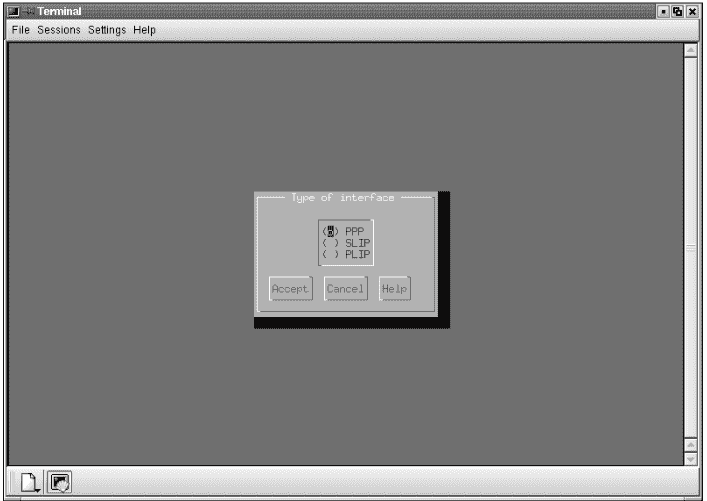 Terminal
File Sessions Settings Help
Type of interface
( ) PPP
( ) SLIP
( ) PLIP
Accept Cancel Help